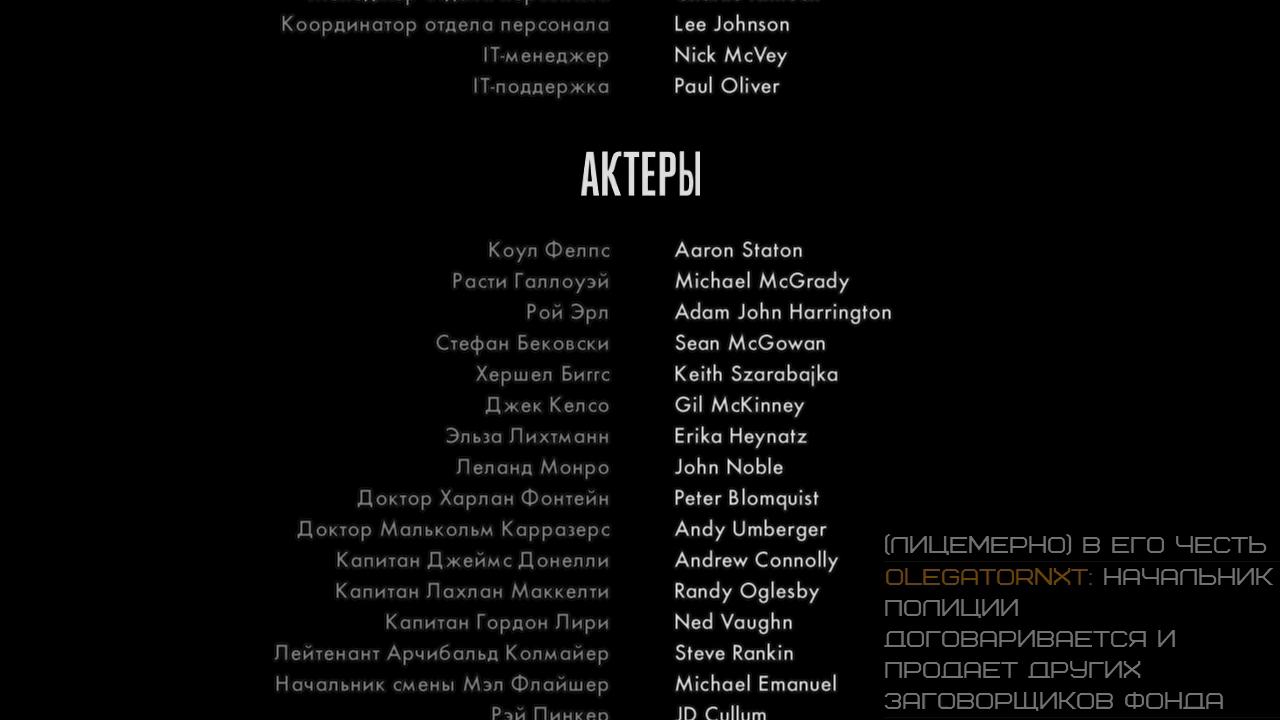 Координатор отдела персонала Lee Johnson
IT-менеджер Nick McVey
IT-поддержка Paul Oliver
АКТЕРЫ
Коул Фелпс Aaron Staton
Расти Галлоуэй Michael McGrady
Рой Эрл Adam John Harrington
Стефан Бековски Sean McGowan
Хершел Биггс Keith Szarabajka
Джек Келсо Gil McKinney
Эльза Лихтманн Erika Heynatz
Леланд Монро John Noble
Доктор Харлан Фонтейн Peter Blomquist
Доктор Малькольм Карразерс Andy Umberger
Капитан Джеймс Донелли Andrew Connolly
Капитан Лахлан Маккелти Randy Oglesby
Капитан Гордон Лири Ned Vaughn
Лейтенант Арчибальд Колмайер Steve Rankin
Начальник смены Мэл Флайшер Michael Emanuel
Рэй Пинкер JD Cullum
(ЛИЦЕМЕРНО) В ЕГО ЧЕСТЬ
OLEGATORNXT: НАЧАЛЬНИК
ПОЛИЦИИ
ДОГОВАРИВАЕТСЯ И
ПРОДАЕТ ДРУГИХ
ЗАГОВОРЩИКОВ ФОНДА